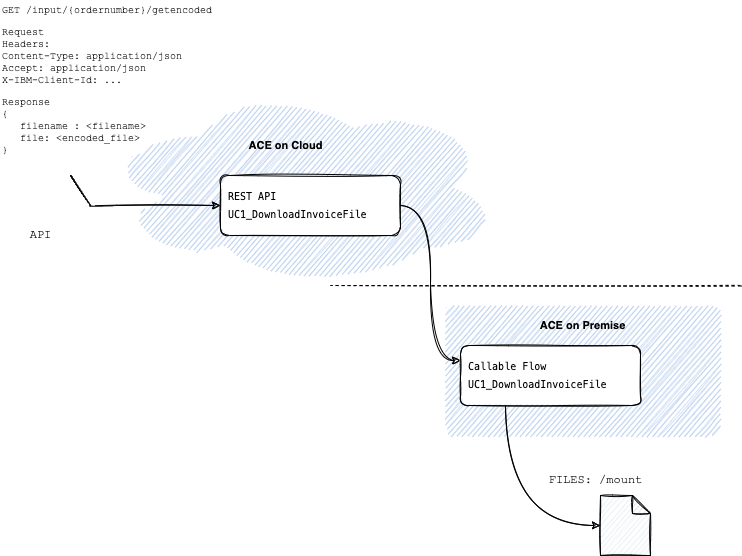 GET /input/{ordernumber}/getencoded
Request
Headers:
Content-Type: application/json
Accept: application/json
X-IBM-Client-Id: ...
Response
{
filename : <filename>
file: <encoded_file>
}
ACE on Cloud
REST API
UC1_DownloadInvoiceFile
API
ACE on Premise
Callable Flow
UC1_DownloadInvoiceFile
FILES: /mount